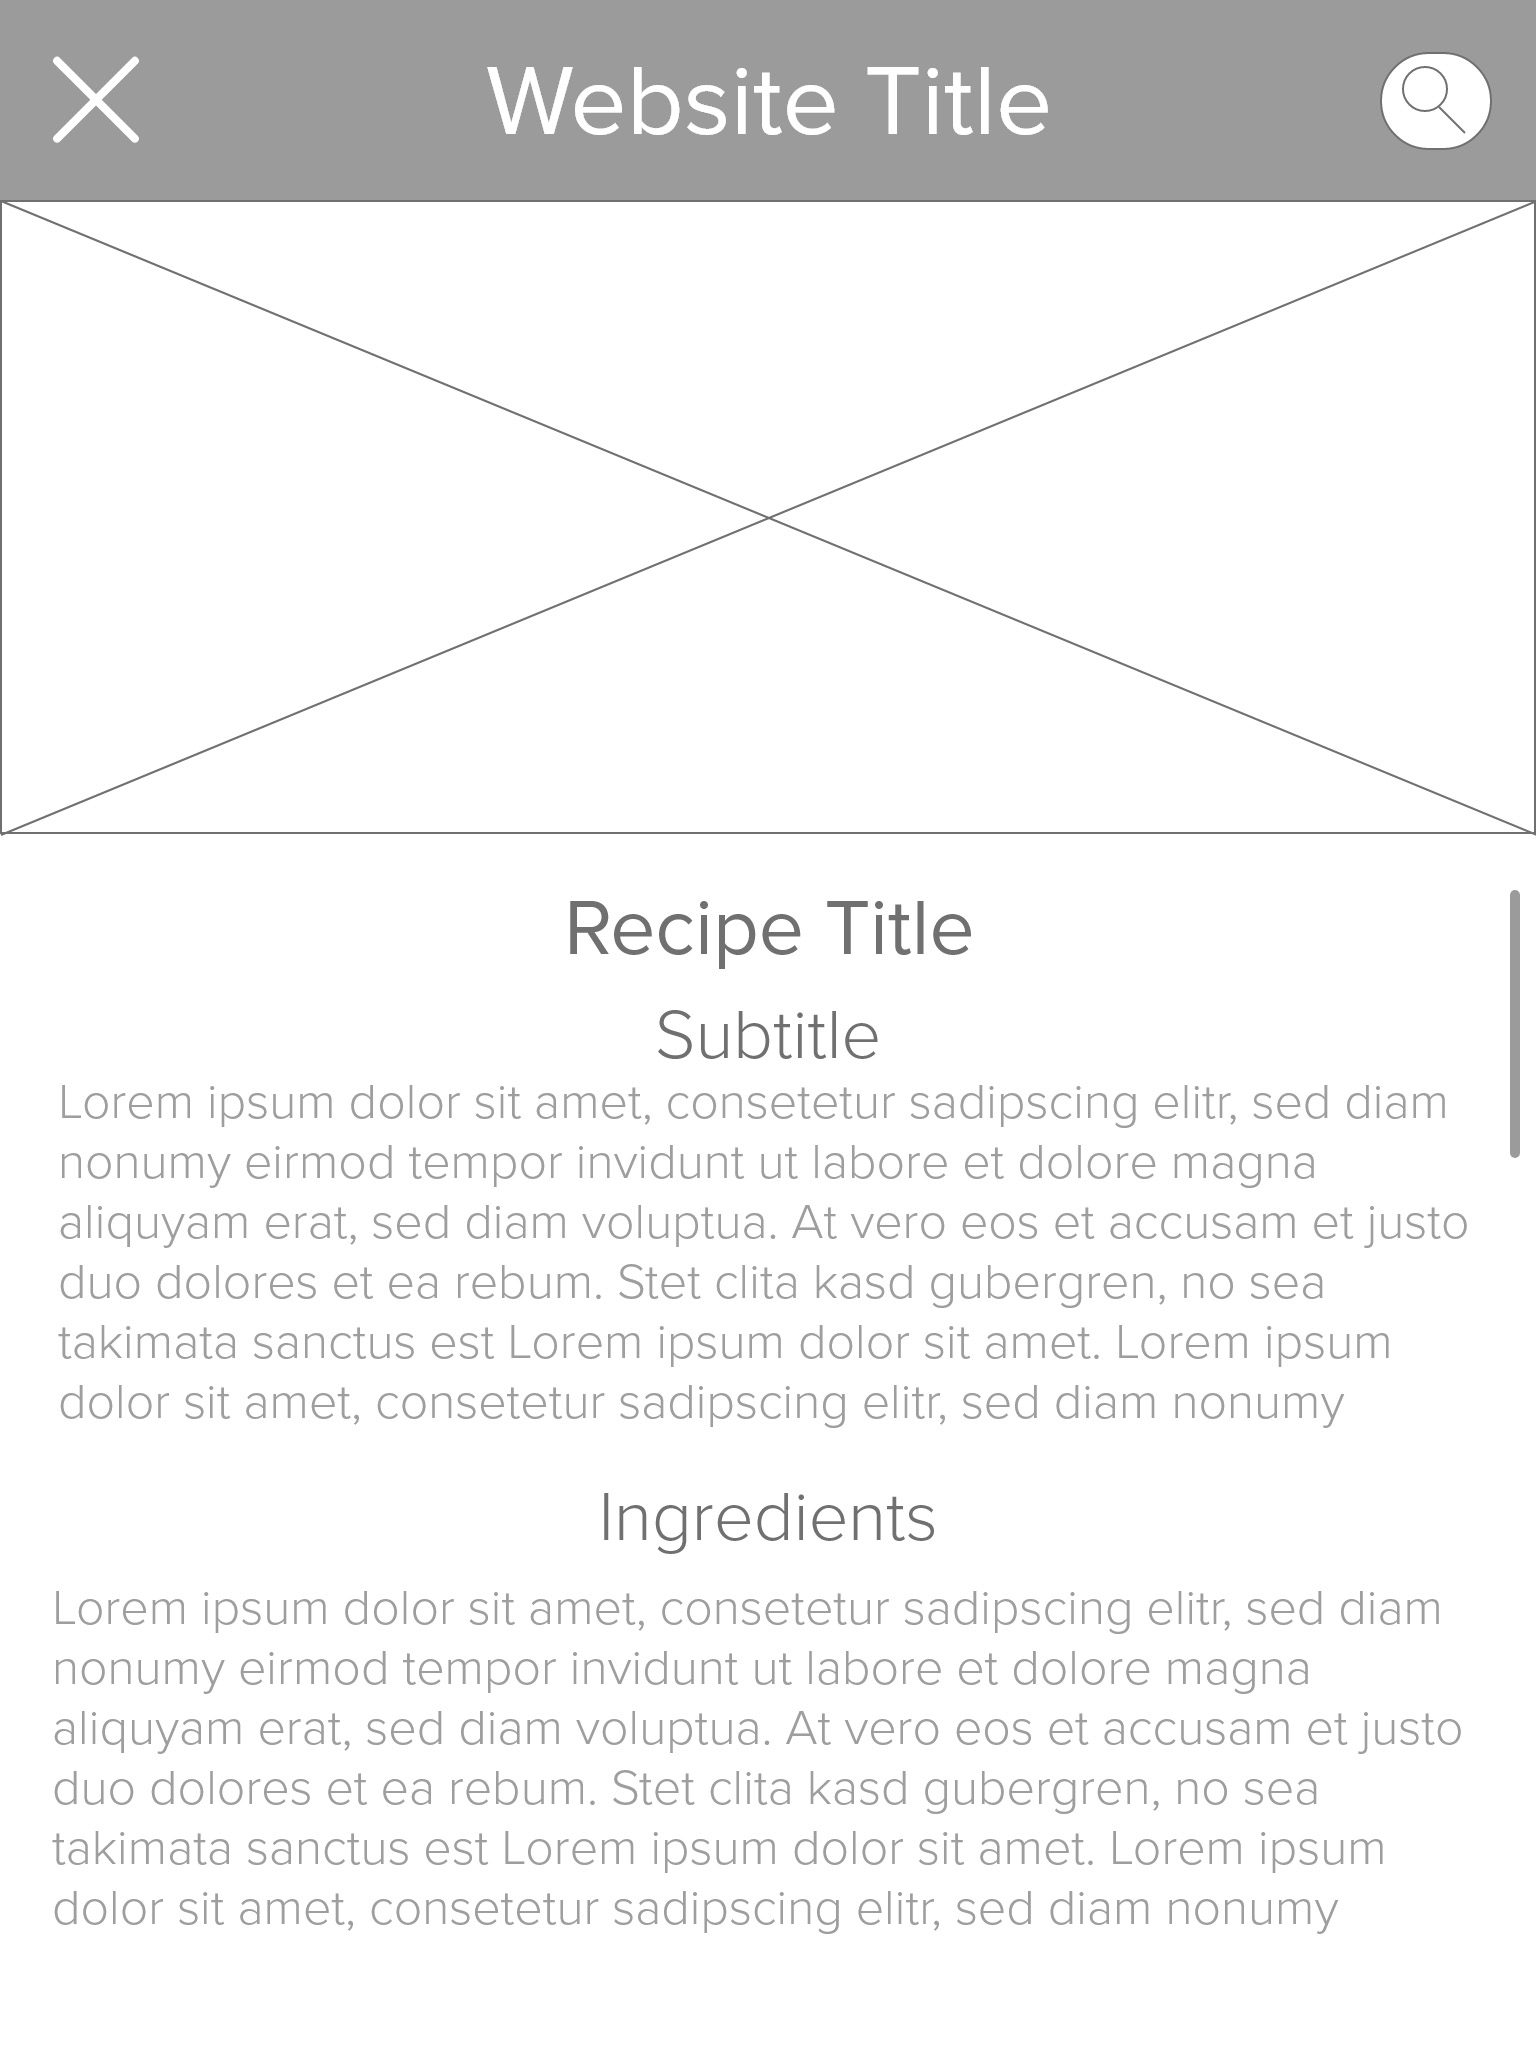 Website Title
Recipe Title
Subtitle
Lorem ipsum dolor sit amet, consetetur sadipscing elitr, sed diam
nonumy eirmod tempor invidunt ut labore et dolore magna
aliquyam erat, sed diam voluptua. At vero eos et accusam et justo
duo dolores et ea rebum. Stet clita kasd gubergren, no sea
takimata sanctus est Lorem ipsum dolor sit amet. Lorem ipsum
dolor sit amet, consetetur sadipscing elitr, sed diam nonumy
Ingredients
Lorem ipsum dolor sit amet, consetetur sadipscing elitr, sed diam
nonumy eirmod tempor invidunt ut labore et dolore magna
aliquyam erat, sed diam voluptua. At vero eos et accusam et justo
duo dolores et ea rebum. Stet clita kasd gubergren, no sea
takimata sanctus est Lorem ipsum dolor sit amet. Lorem ipsum
dolor sit amet, consetetur sadipscing elitr, sed diam nonumy